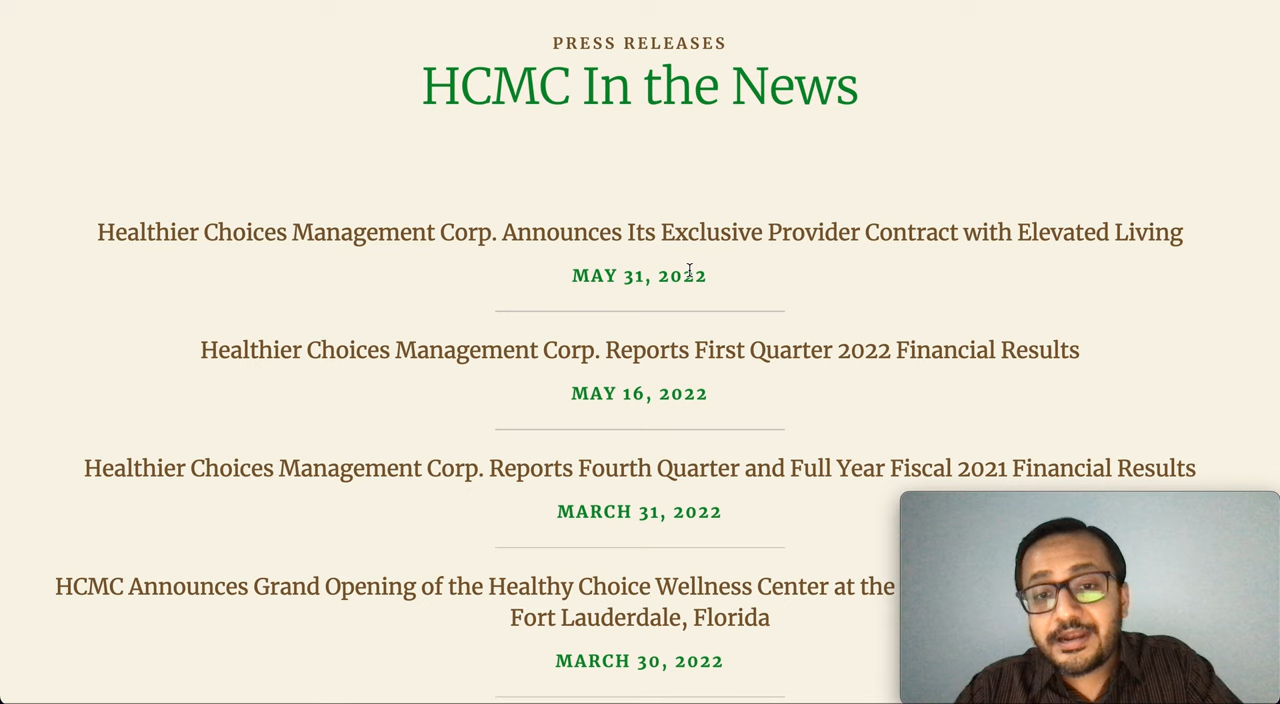 PRESS RELEASES
HCMC In the News
Healthier Choices Management Corp. Announces Its Exclusive Provider Contract with Elevated Living
MAY 31, 2022
Healthier Choices Management Corp. Reports First Quarter 2022 Financial Results
MAY 16, 2022
Healthier Choices Management Corp. Reports Fourth Quarter and Full Year Fiscal 2021 Financial Results
MARCH 31, 2022
HCMC Announces Grand Opening of the Healthy Choice Wellness Center at the
Fort Lauderdale, Florida
MARCH 30, 2022